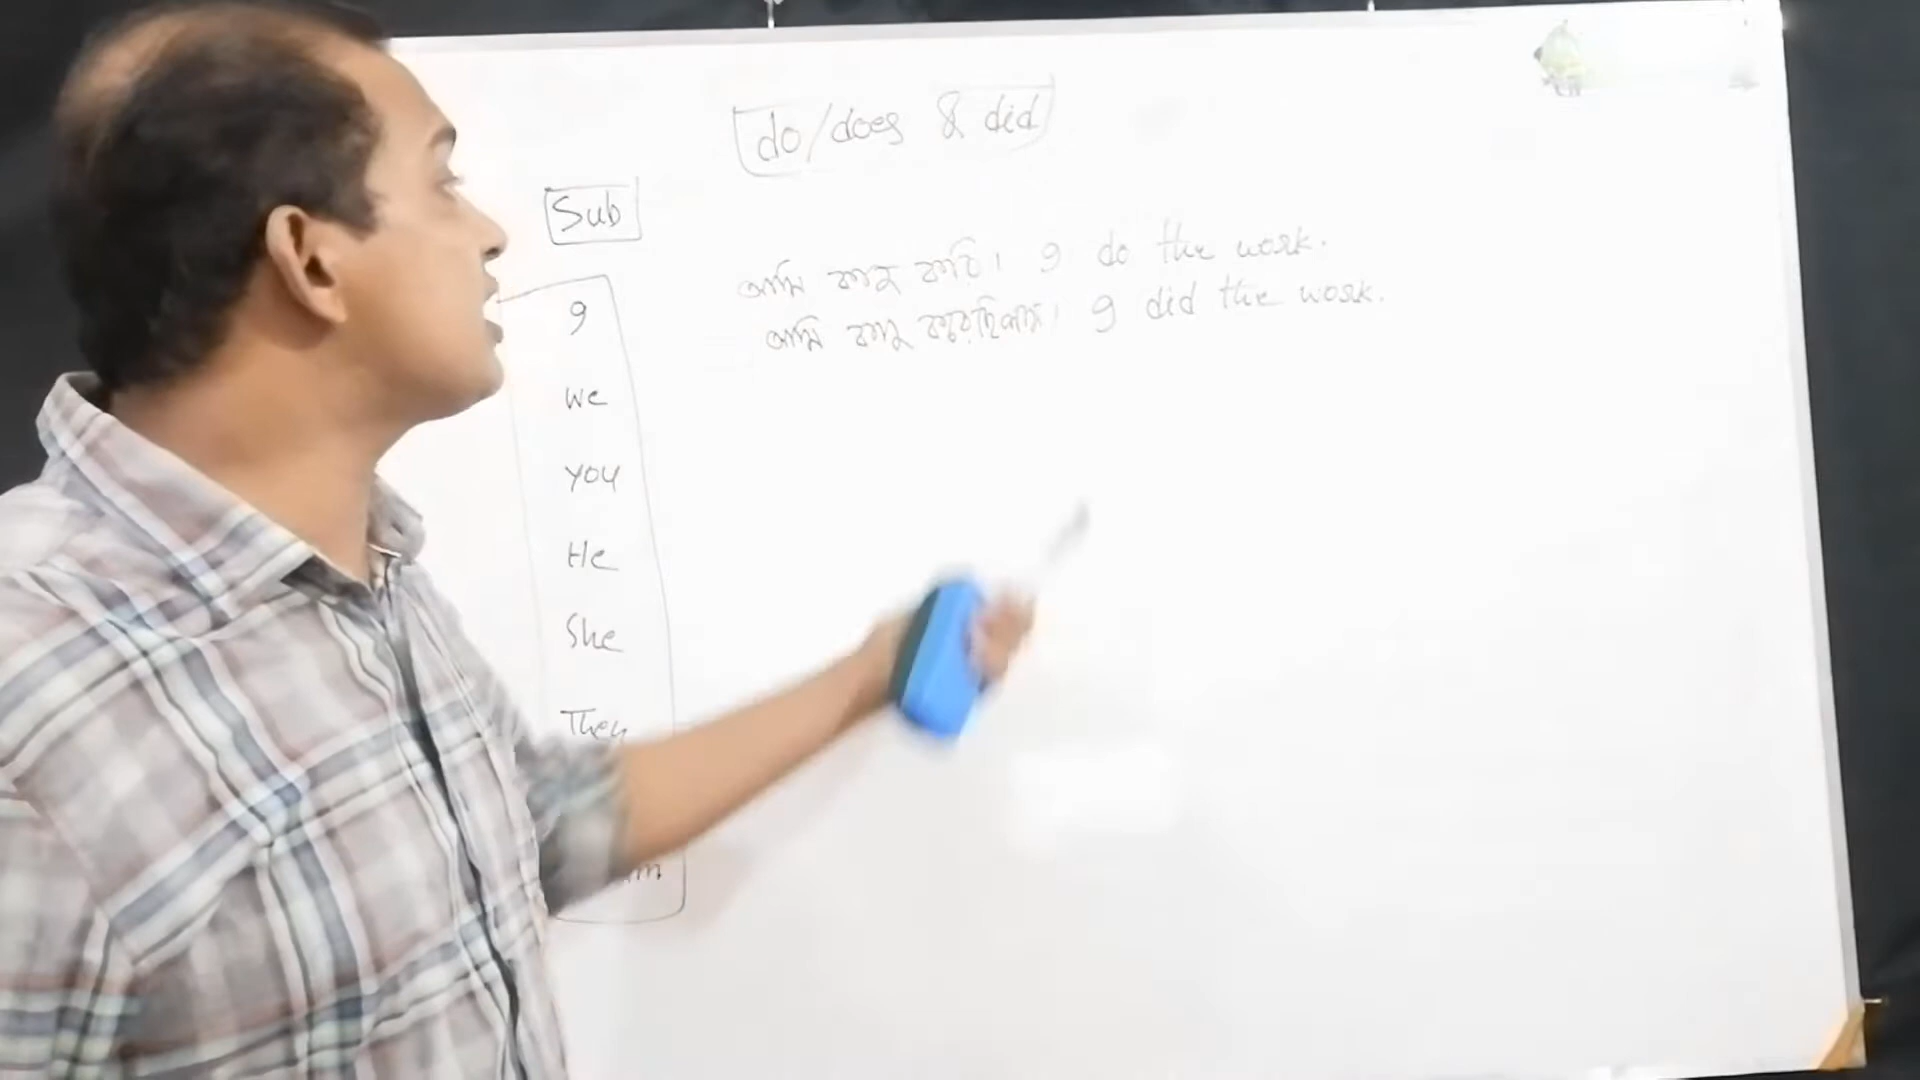 do/does & did
Sub
আমি কাজ করি। I do the work.
আমি কাজ করেছিলাম। I did the work.
I
we
you
He
She
They